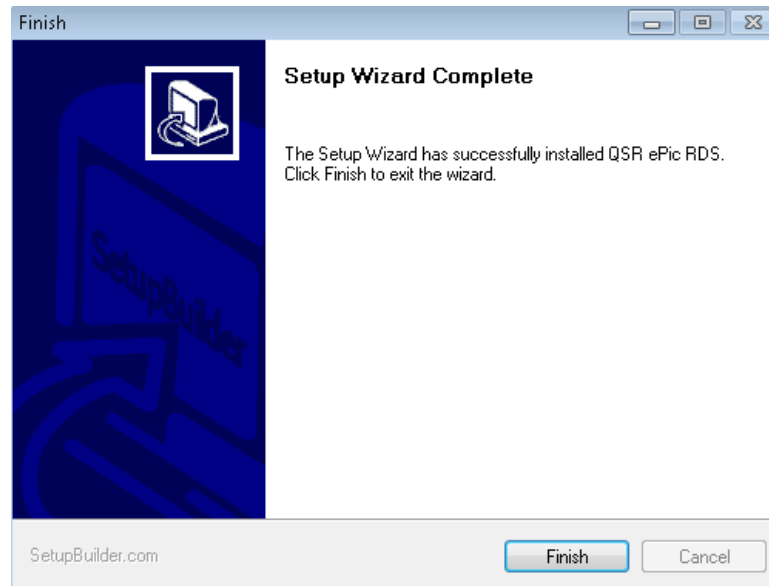 Finish
Setup Wizard Complete
The Setup Wizard has successfully installed QSR ePic RDS.
Click Finish to exit the wizard.
SetupBuilder
SetupBuilder.com
Finish
Cancel